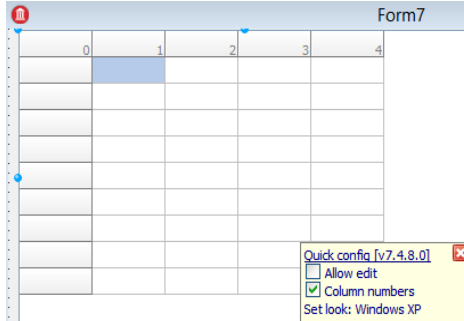 Form7
0 1 2 3 4
Quick config [v7.4.8.0]
Allow edit
Column numbers
Set look: Windows XP